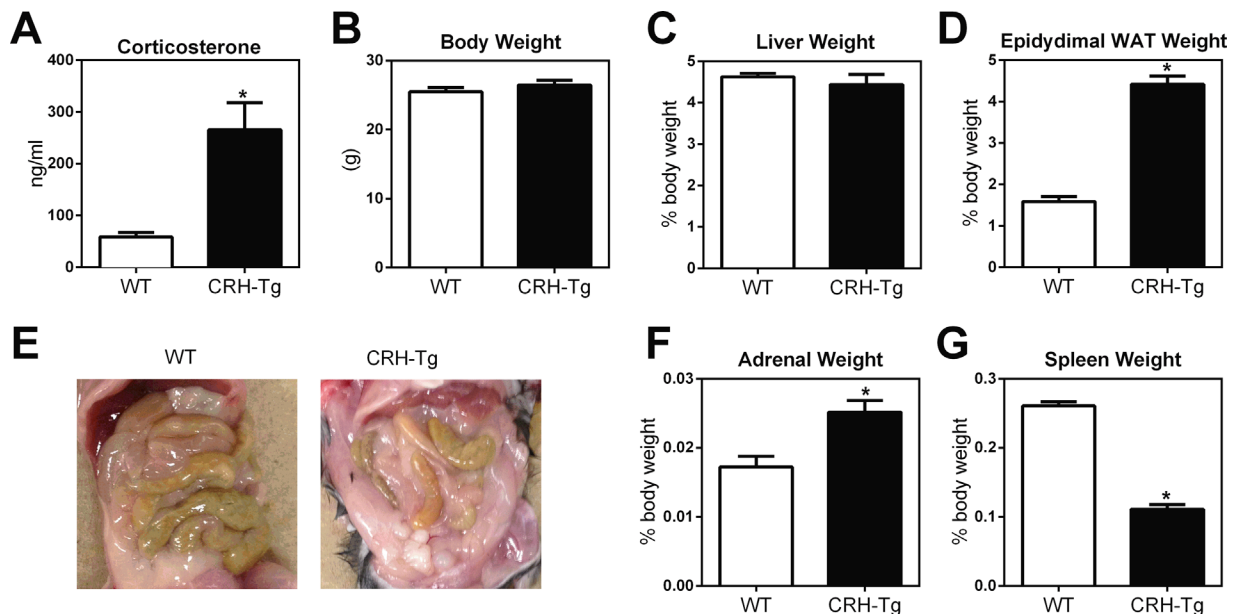 A
Corticosterone
400
300
200
100
0
ng/ml
*
WT
CRH-Tg
B
Body Weight
30
20
10
0
(g)
WT
CRH-Tg
C
Liver Weight
5
4
3
2
1
0
% body weight
WT
CRH-Tg
D
Epidydimal WAT Weight
5
4
3
2
1
0
% body weight
*
WT
CRH-Tg
E
WT
CRH-Tg
F
Adrenal Weight
0.03
0.02
0.01
0.00
% body weight
*
WT
CRH-Tg
G
Spleen Weight
0.3
0.2
0.1
0.0
% body weight
*
WT
CRH-Tg